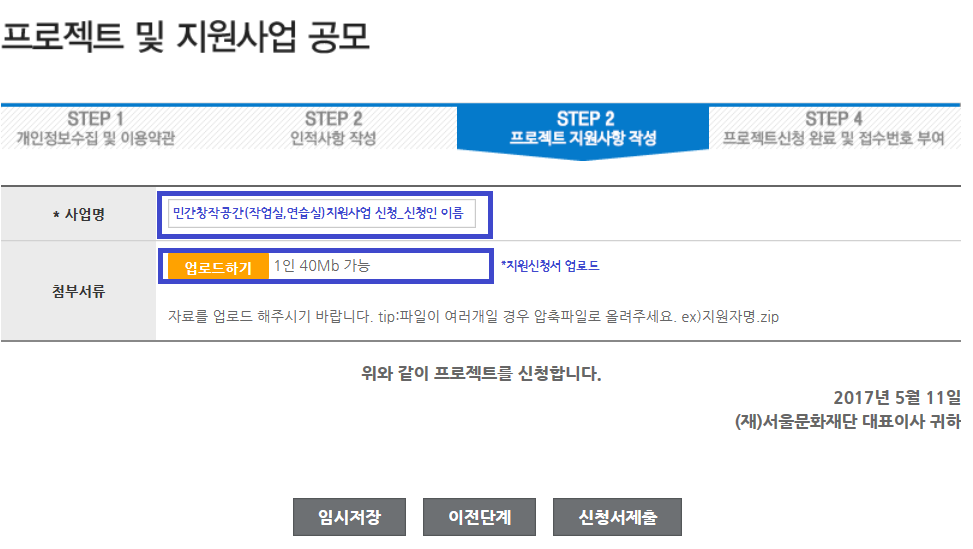 프로젝트 및 지원사업 공모
STEP 1
개인정보수집 및 이용약관
STEP 2
인적사항 작성
STEP 2
프로젝트 지원사항 작성
STEP 4
프로젝트신청 완료 및 접수번호 부여
* 사업명
민간창작공간(작업실,연습실)지원사업 신청_신청인 이름
첨부서류
업로드하기 1인 40Mb 가능 *지원신청서 업로드
자료를 업로드 해주시기 바랍니다. tip:파일이 여러개일 경우 압축파일로 올려주세요. ex)지원자명.zip
위와 같이 프로젝트를 신청합니다.
2017년 5월 11일
(재)서울문화재단 대표이사 귀하
임시저장 이전단계 신청서제출